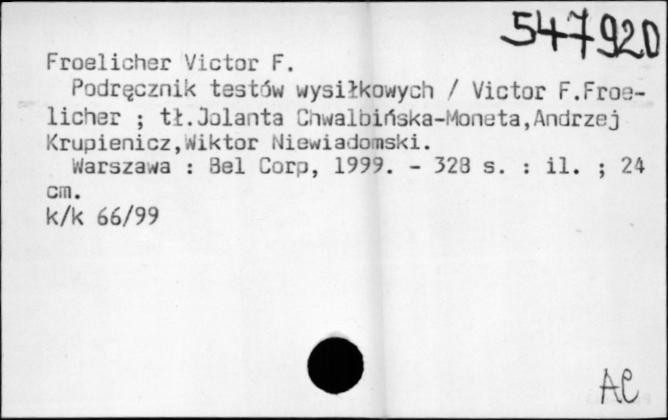 547920
Froelicher Victor F.
Podręcznik testów wysiłkowych / Victor F.Froe-
licher ; tł.Jolanta Chwalbińska-Moneta,Andrzej
Krupienicz,Wiktor Niewiadomski.
Warszawa : Bel Corp, 1999. - 328 s. : il. ; 24
cm.
k/k 66/99